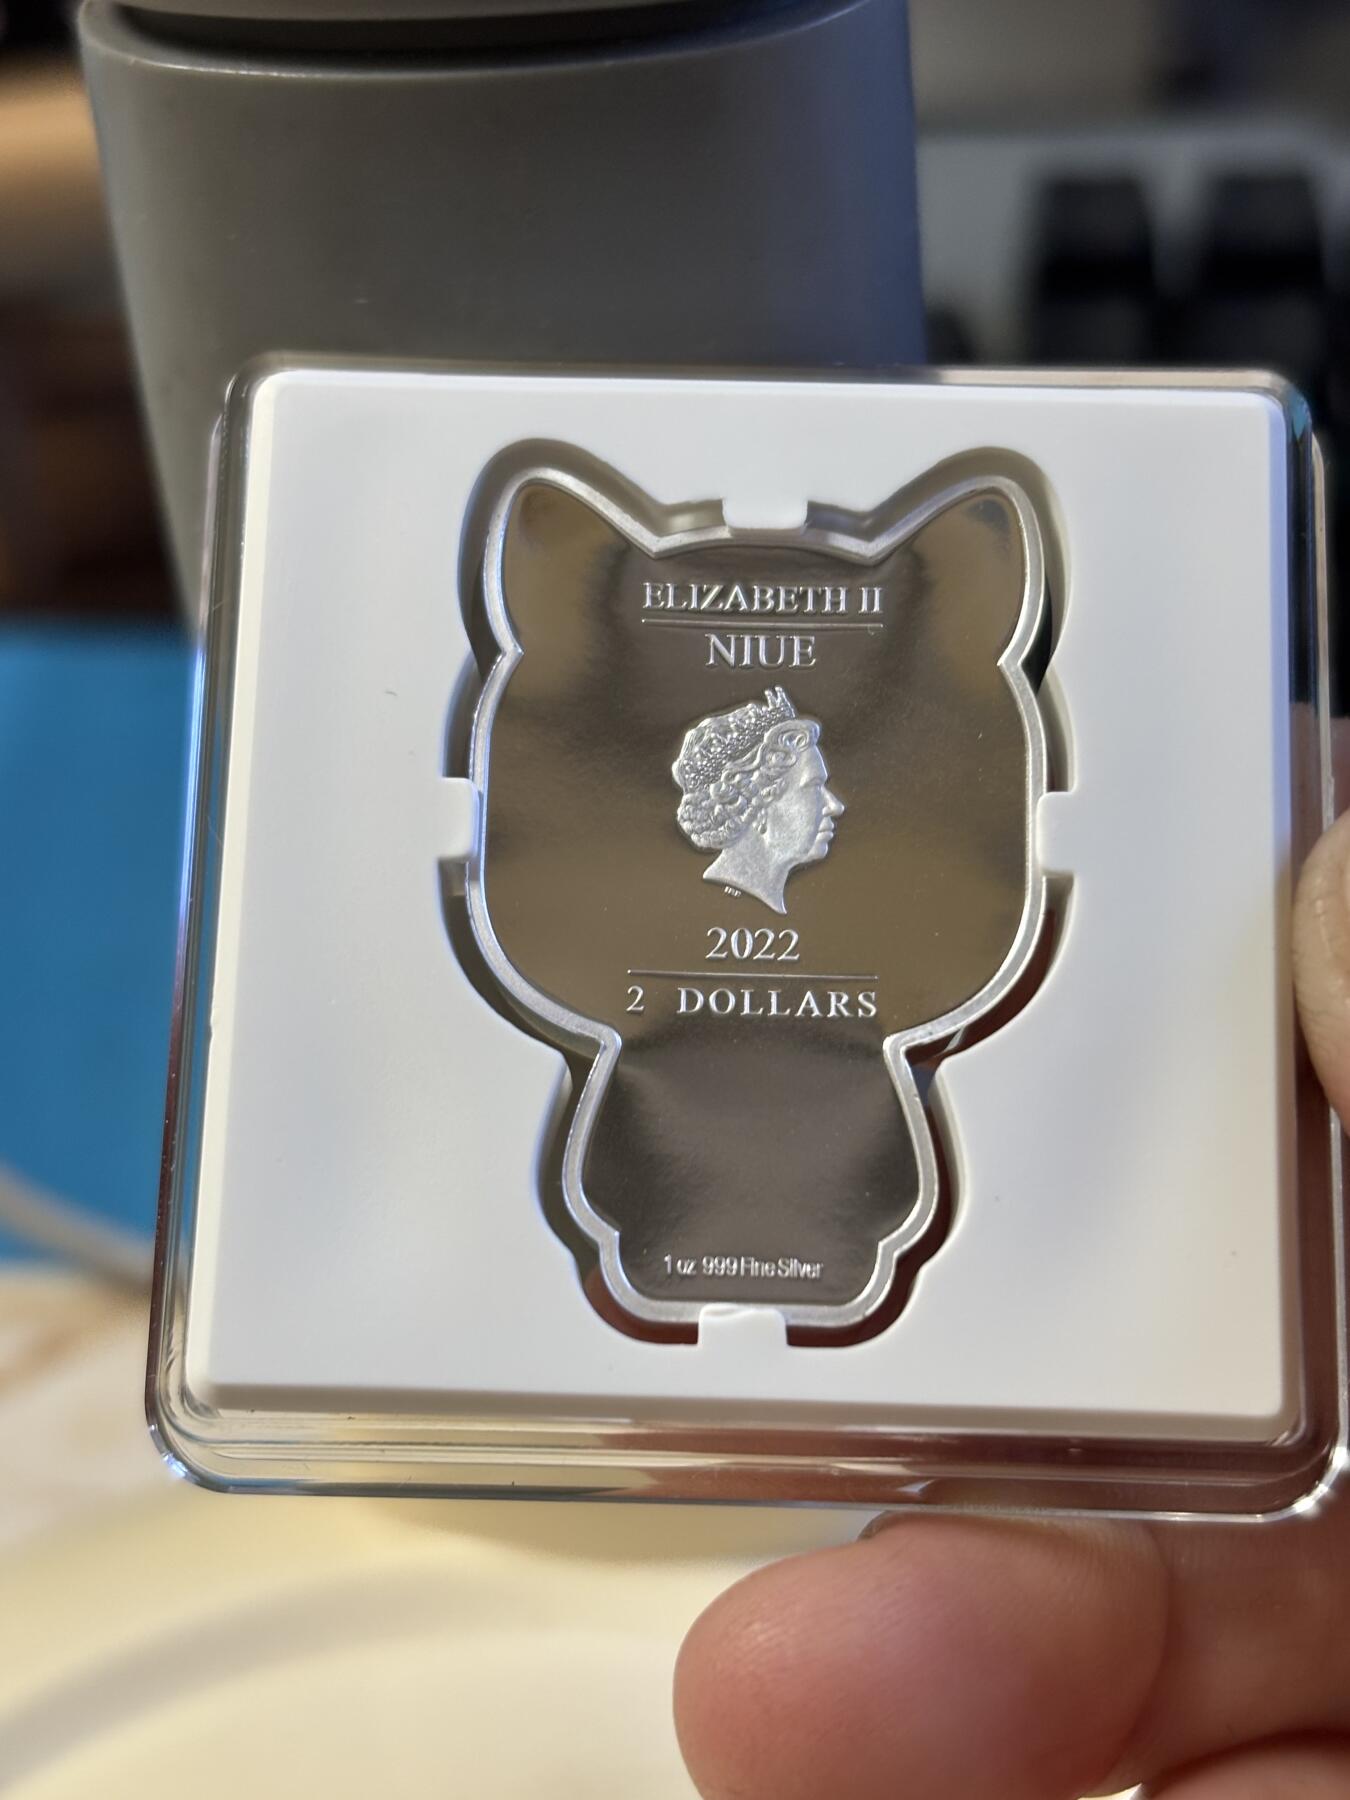 ELIZABETH II
NIUE
2022
2 DOLLARS
1 oz 999 Fine Silver